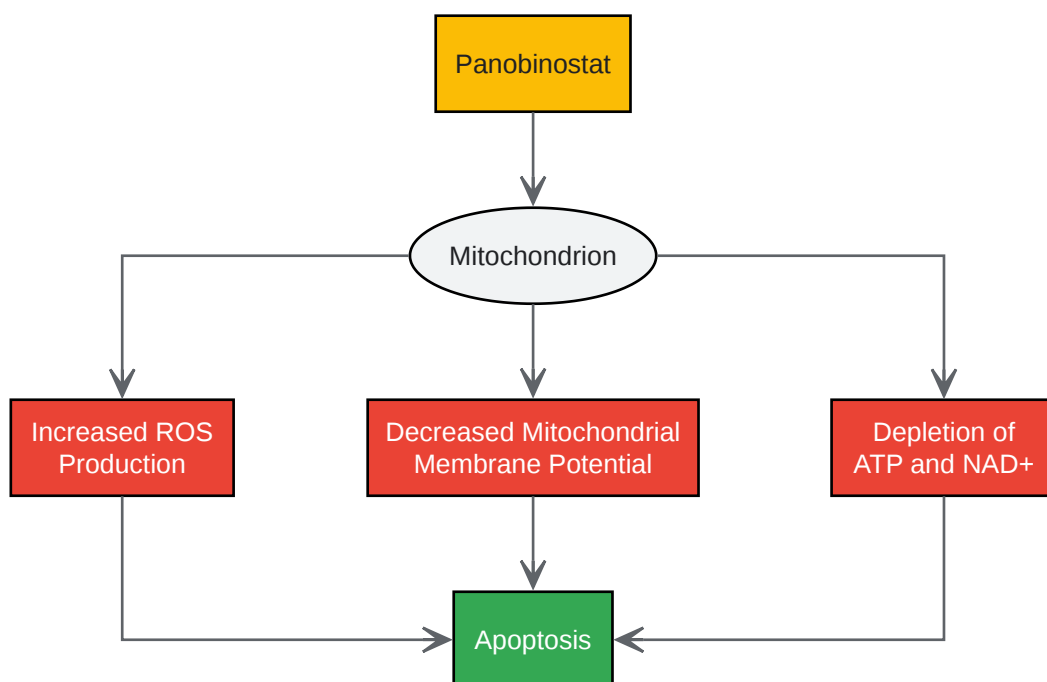 Panobinostat
Mitochondrion
Increased ROS
Production
Decreased Mitochondrial
Membrane Potential
Depletion of
ATP and NAD+
Apoptosis